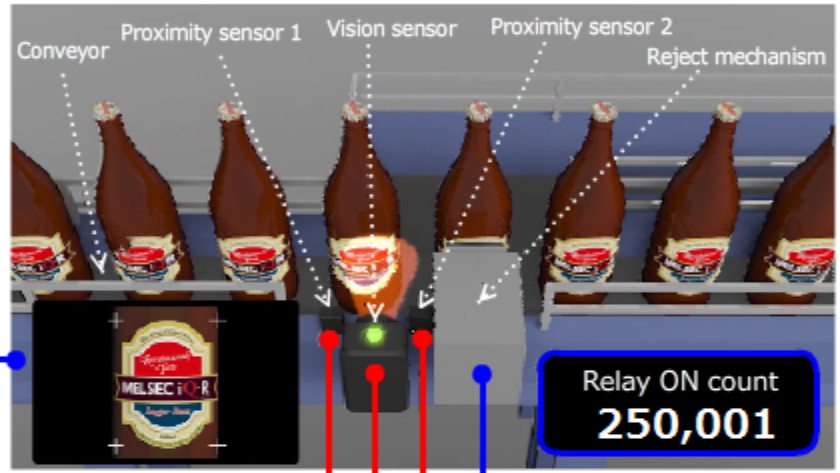 Conveyor
Proximity sensor 1
Vision sensor
Proximity sensor 2
Reject mechanism
MELSEC iQ-R
Relay ON count
250,001